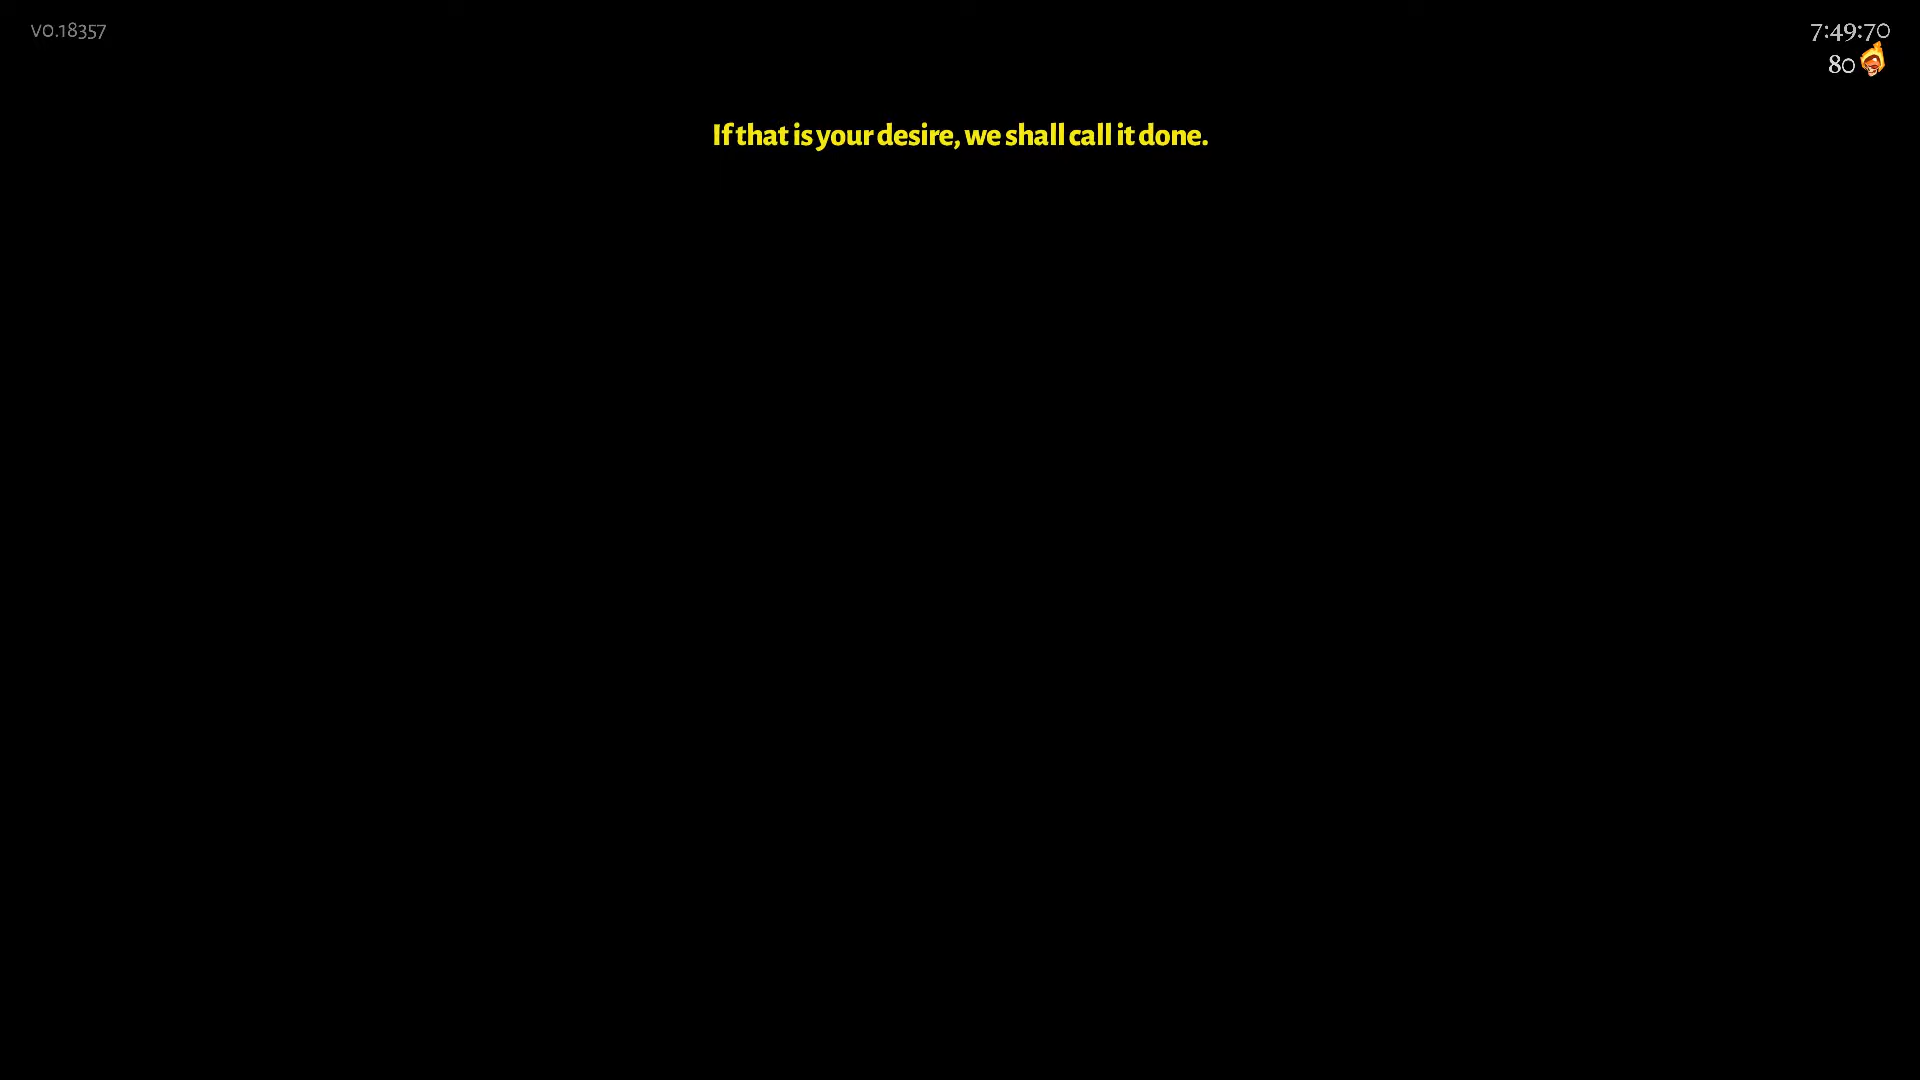 V0.18357
7:49:70
80
If that is your desire, we shall call it done.